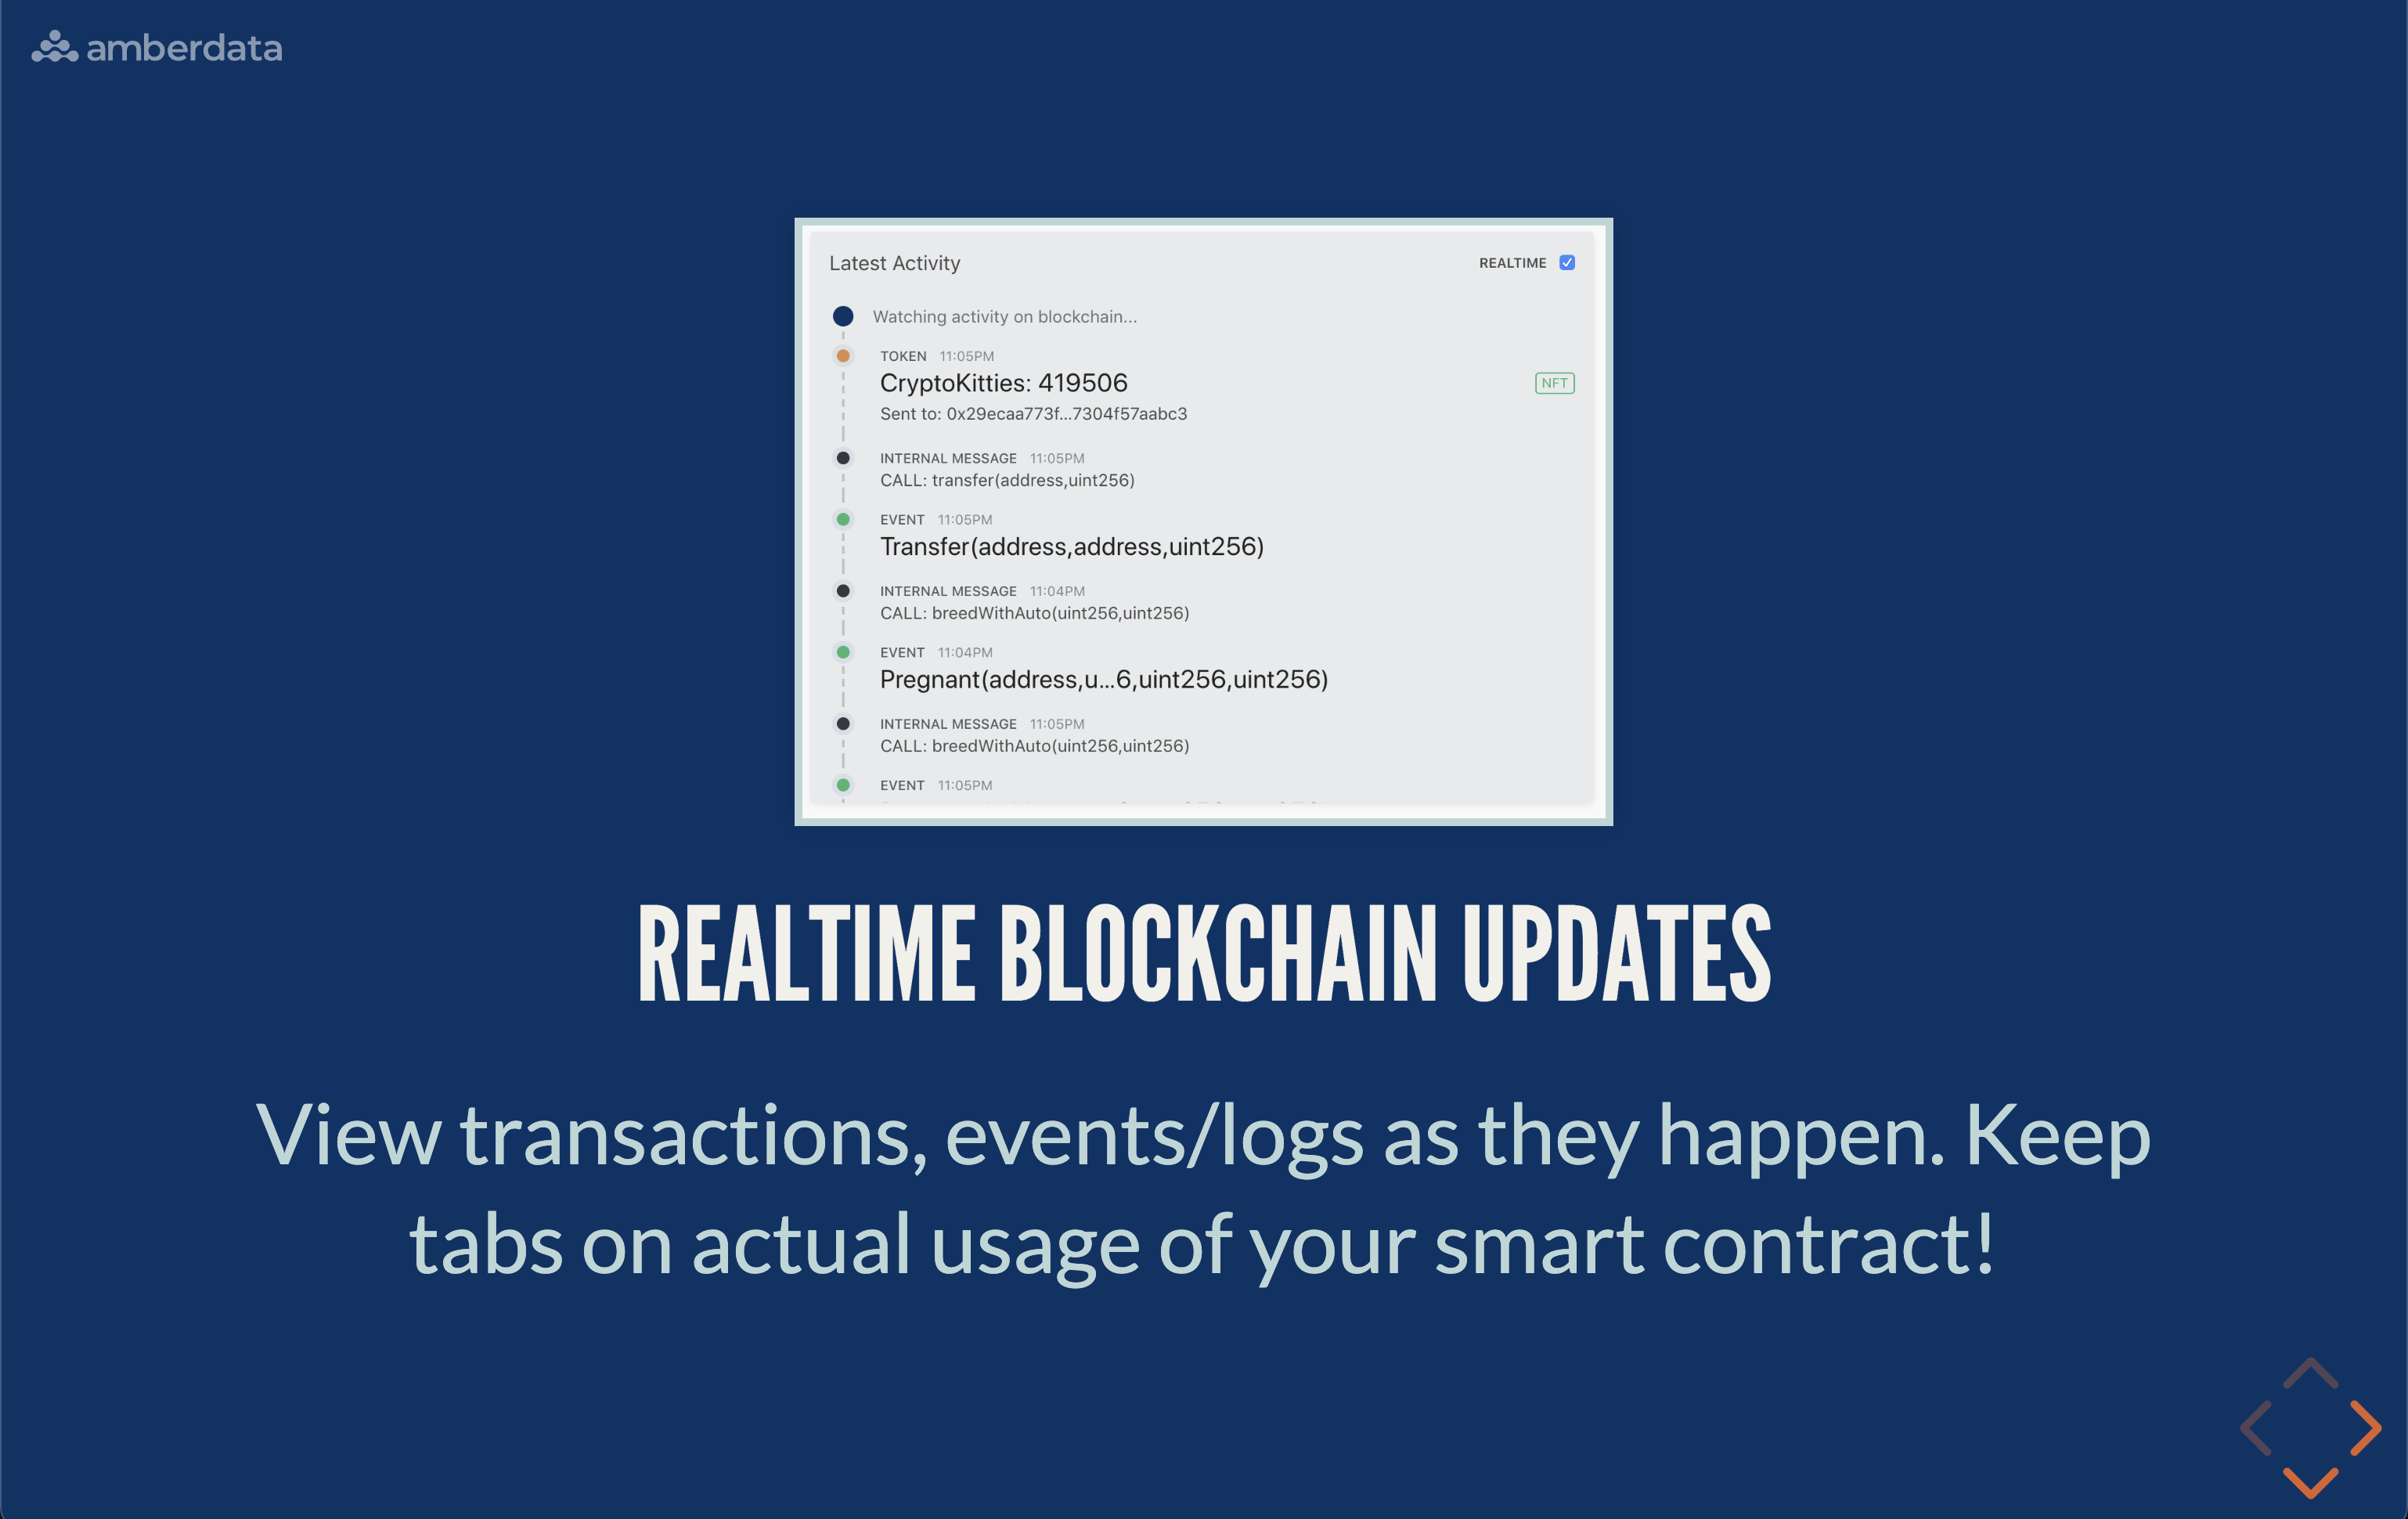 amberdata
Latest Activity
REALTIME
Watching activity on blockchain...
TOKEN 11:05PM
CryptoKitties: 419506
NFT
Sent to: 0x29ecaa773f...7304f57aabc3
INTERNAL MESSAGE 11:05PM
CALL: transfer(address,uint256)
EVENT 11:05PM
Transfer(address,address,uint256)
INTERNAL MESSAGE 11:04PM
CALL: breedWithAuto(uint256,uint256)
EVENT 11:04PM
Pregnant(address,u...6,uint256,uint256)
INTERNAL MESSAGE 11:05PM
CALL: breedWithAuto(uint256,uint256)
EVENT 11:05PM
REALTIME BLOCKCHAIN UPDATES
View transactions, events/logs as they happen. Keep
tabs on actual usage of your smart contract!